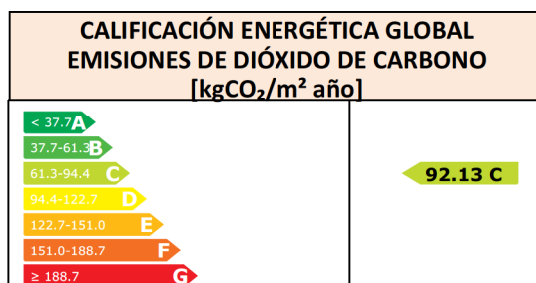 CALIFICACIÓN ENERGÉTICA GLOBAL
EMISIONES DE DIÓXIDO DE CARBONO
[kgCO₂/m² año]
< 37.7 A
37.7-61.3 B
61.3-94.4 C
92.13 C
94.4-122.7 D
122.7-151.0 E
151.0-188.7 F
≥ 188.7 G